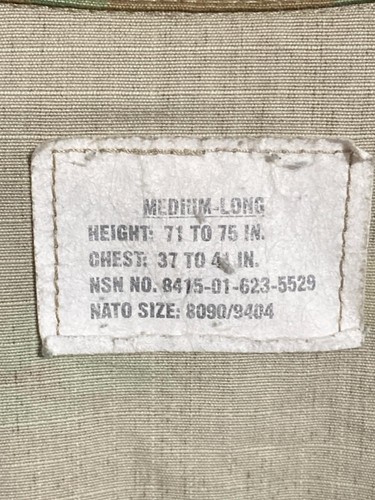 MEDIUM-LONG
HEIGHT: 71 TO 75 IN.
CHEST: 37 TO 41 IN.
NSN NO. 8415-01-623-5529
NATO SIZE: 8090/9404